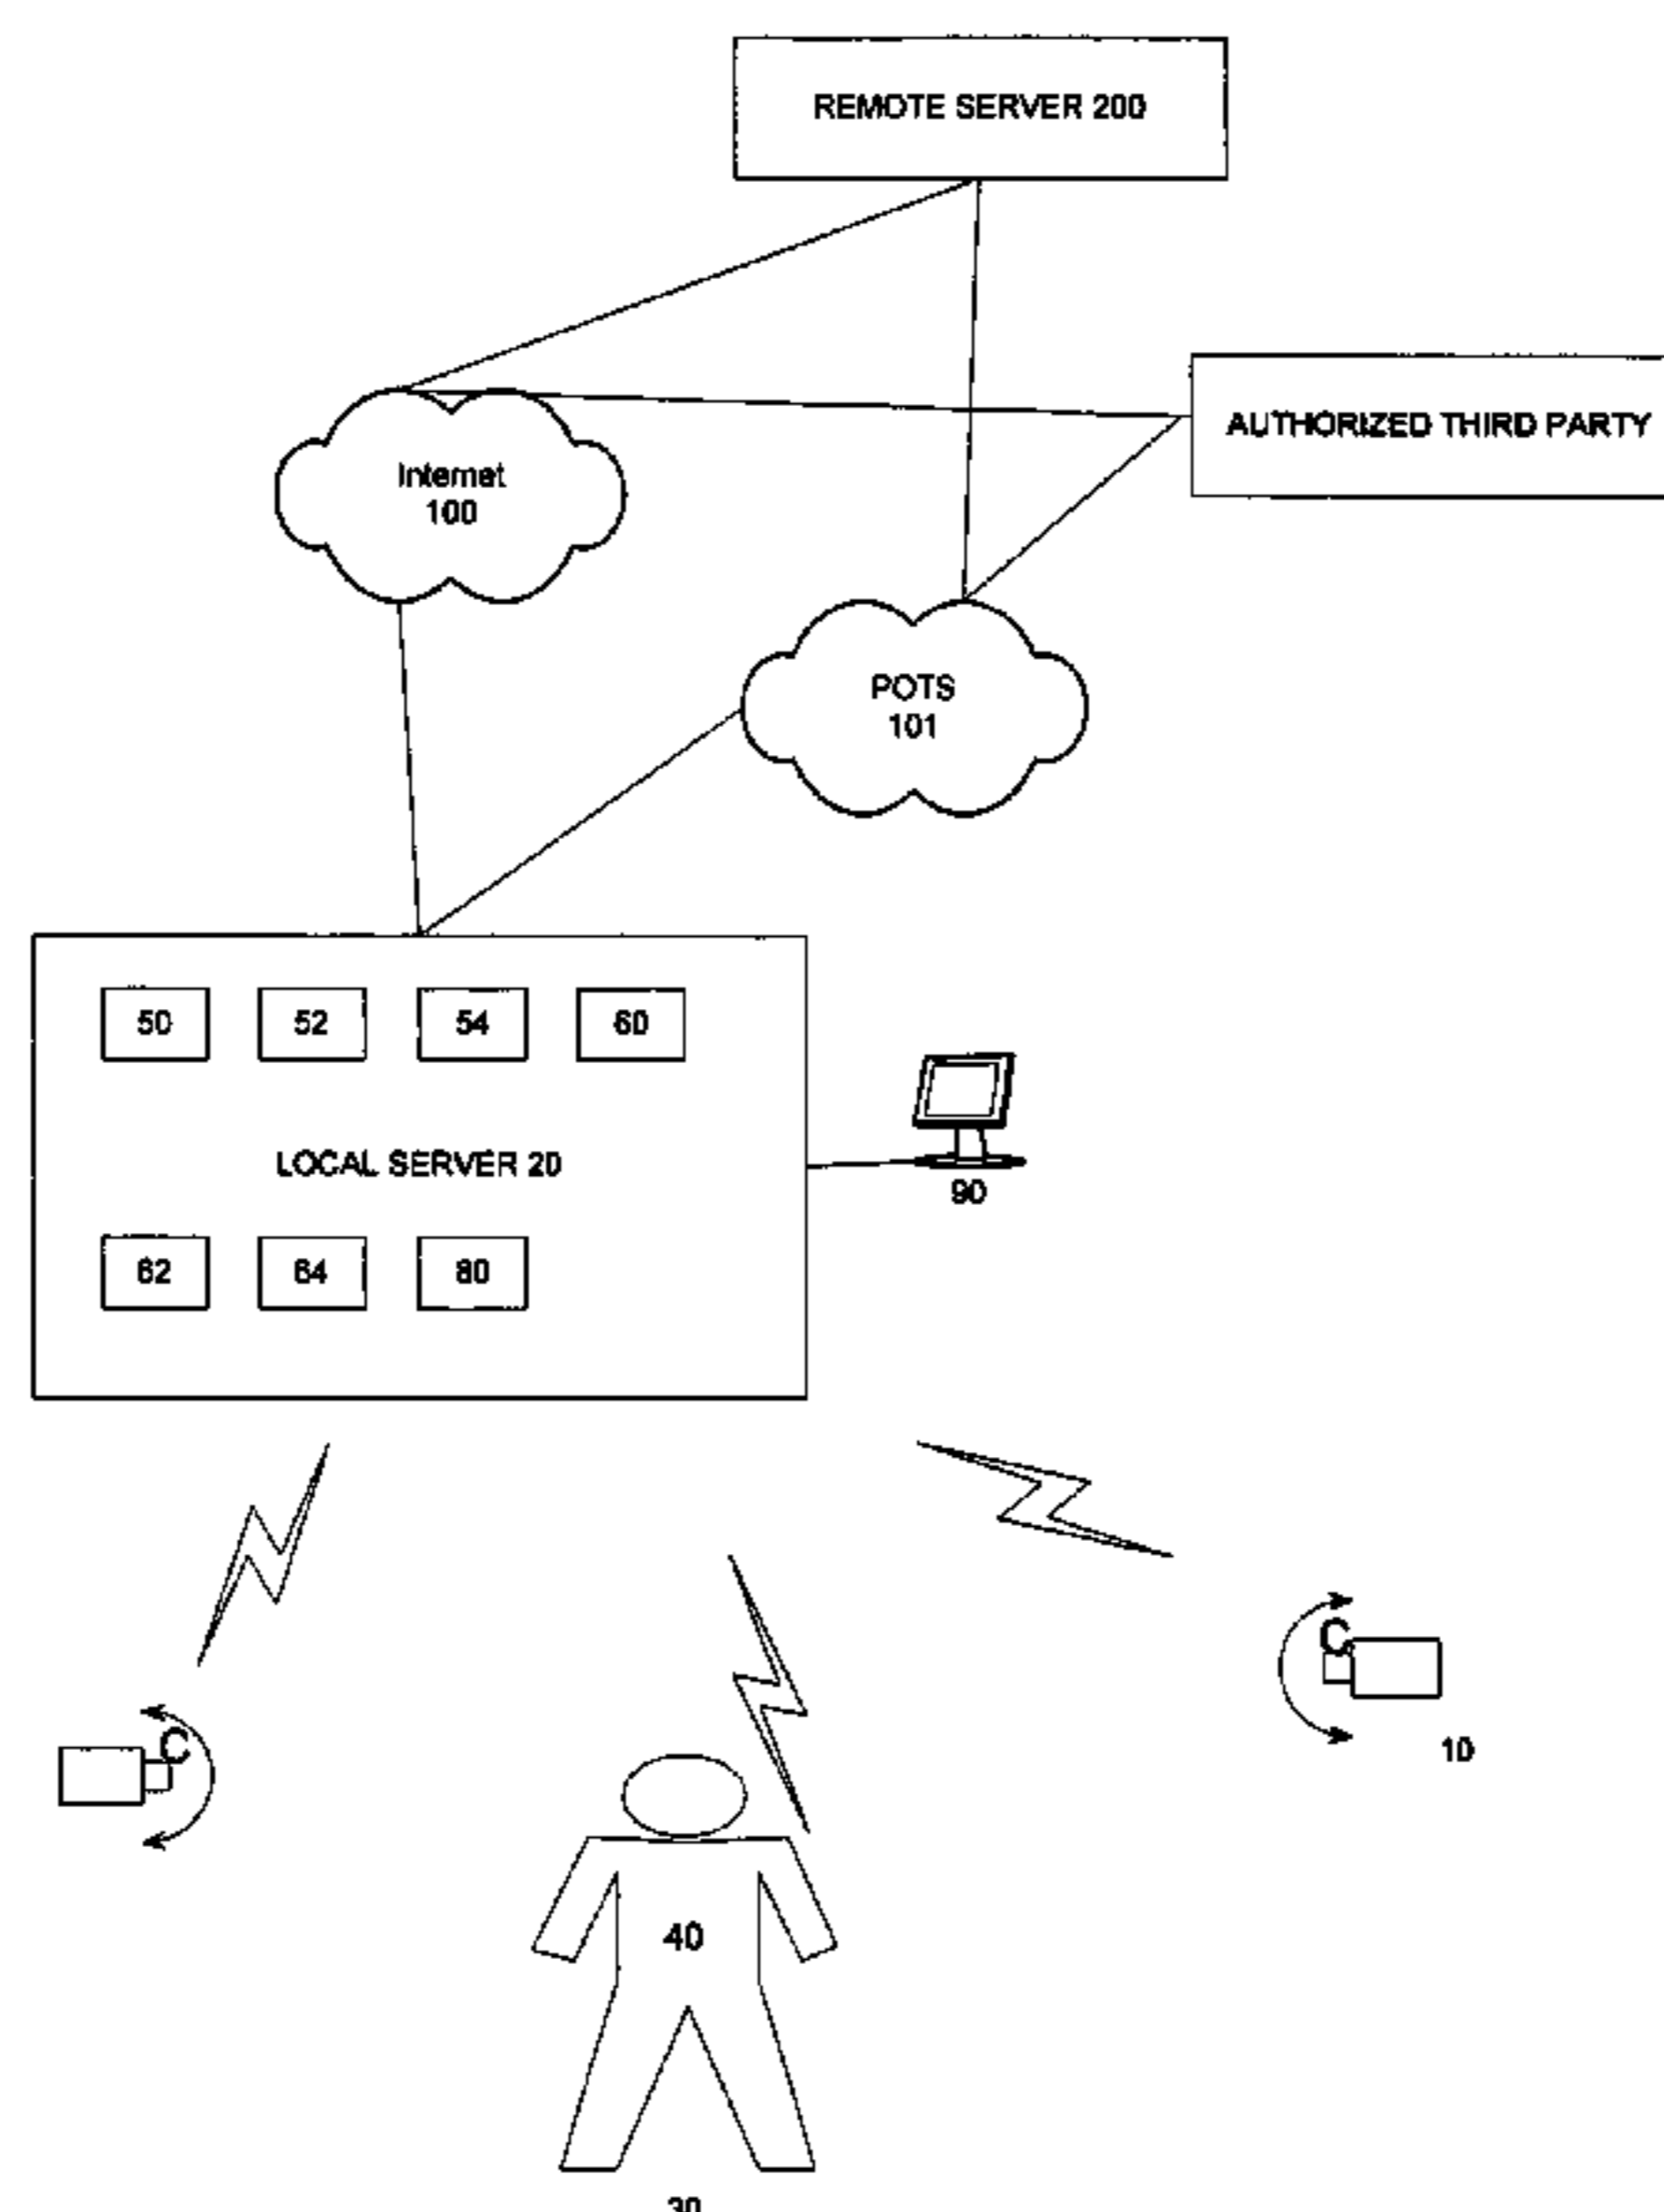 REMOTE SERVER 200
AUTHORIZED THIRD PARTY
Internet
100
POTS
101
50
52
54
60
LOCAL SERVER 20
90
62
64
80
C
10
C
40
30